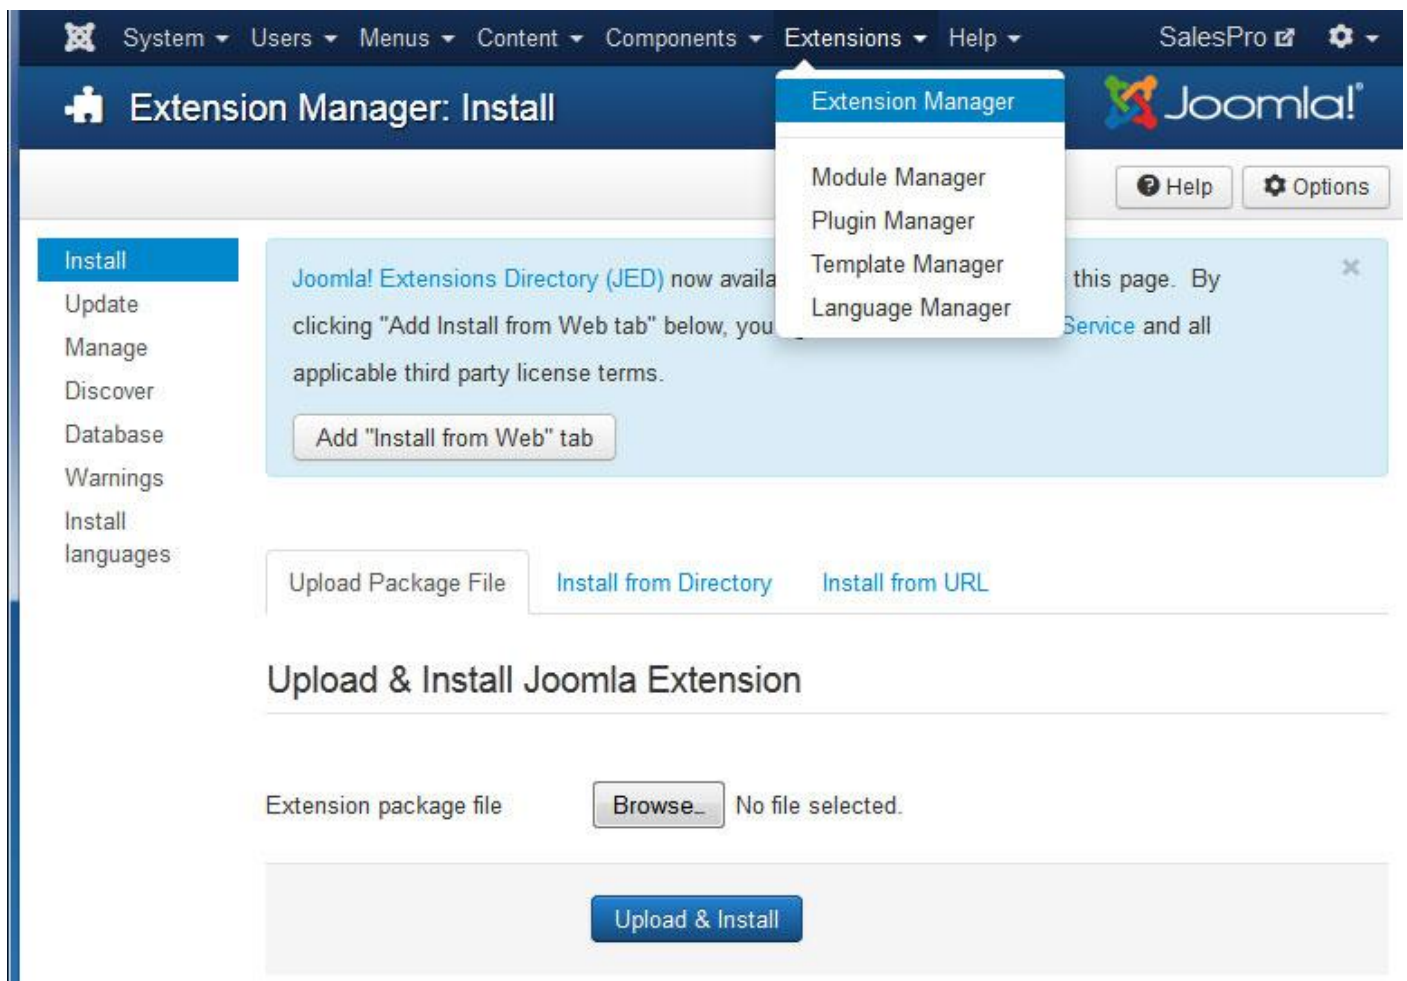 System Users Menus Content Components Extensions Help SalesPro
Extension Manager: Install
Joomla!
Extension Manager
Module Manager
Plugin Manager
Template Manager
Language Manager
Help Options
Install
Update
Manage
Discover
Database
Warnings
Install
languages
Joomla! Extensions Directory (JED) now availa this page. By
clicking "Add Install from Web tab" below, you Service and all
applicable third party license terms.
Add "Install from Web" tab
Upload Package File Install from Directory Install from URL
Upload & Install Joomla Extension
Extension package file Browse... No file selected.
Upload & Install